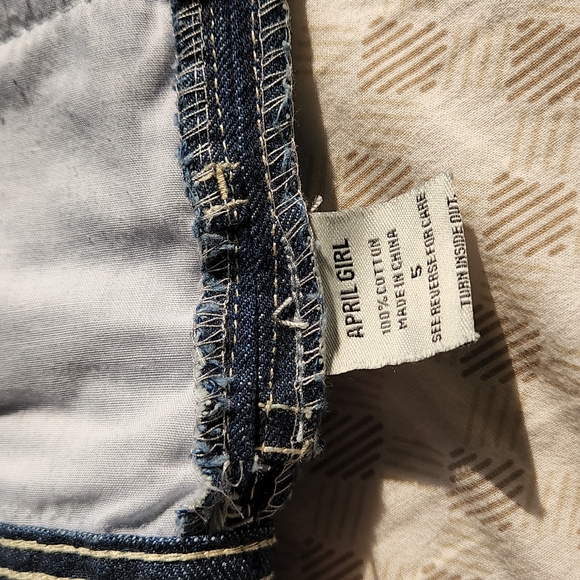 APRIL GIRL
100% COTTON
MADE IN CHINA
5
SEE REVERSE FOR CARE
TURN INSIDE OUT.